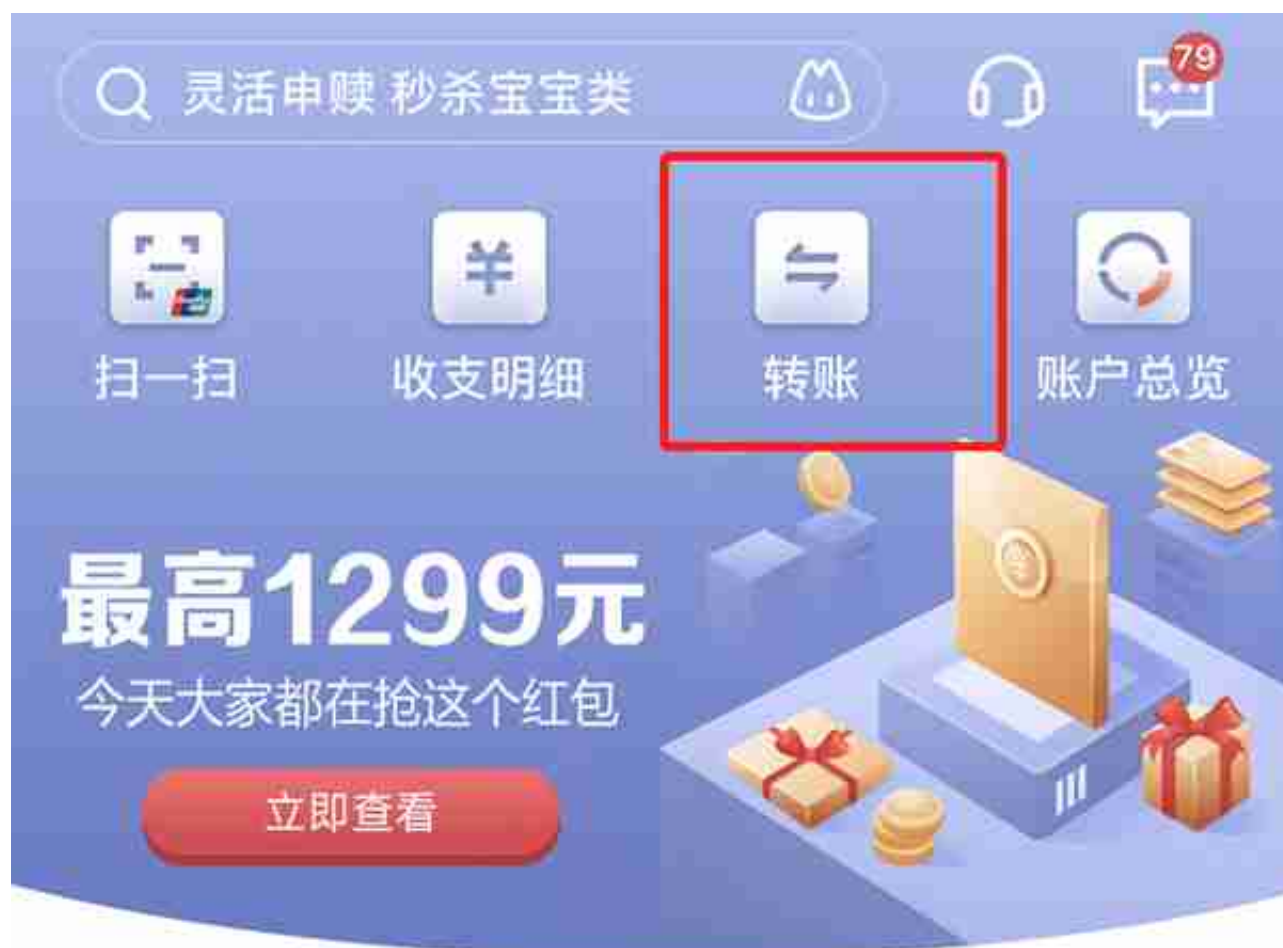 灵活申赎 秒杀宝宝类
79
扫一扫
收支明细
转账
账户总览
最高1299元
今天大家都在抢这个红包
立即查看